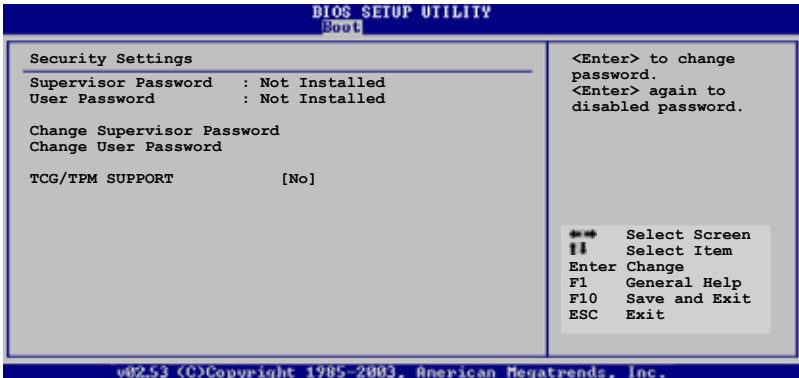 BIOS SETUP UTILITY
Boot
Security Settings
Supervisor Password : Not Installed
User Password : Not Installed
Change Supervisor Password
Change User Password
TCG/TPM SUPPORT [No]
<Enter> to change
password.
<Enter> again to
disabled password.
Select Screen
Select Item
Enter Change
F1 General Help
F10 Save and Exit
ESC Exit
v02.53 (C)Copyright 1985-2003, American Megatrends, Inc.